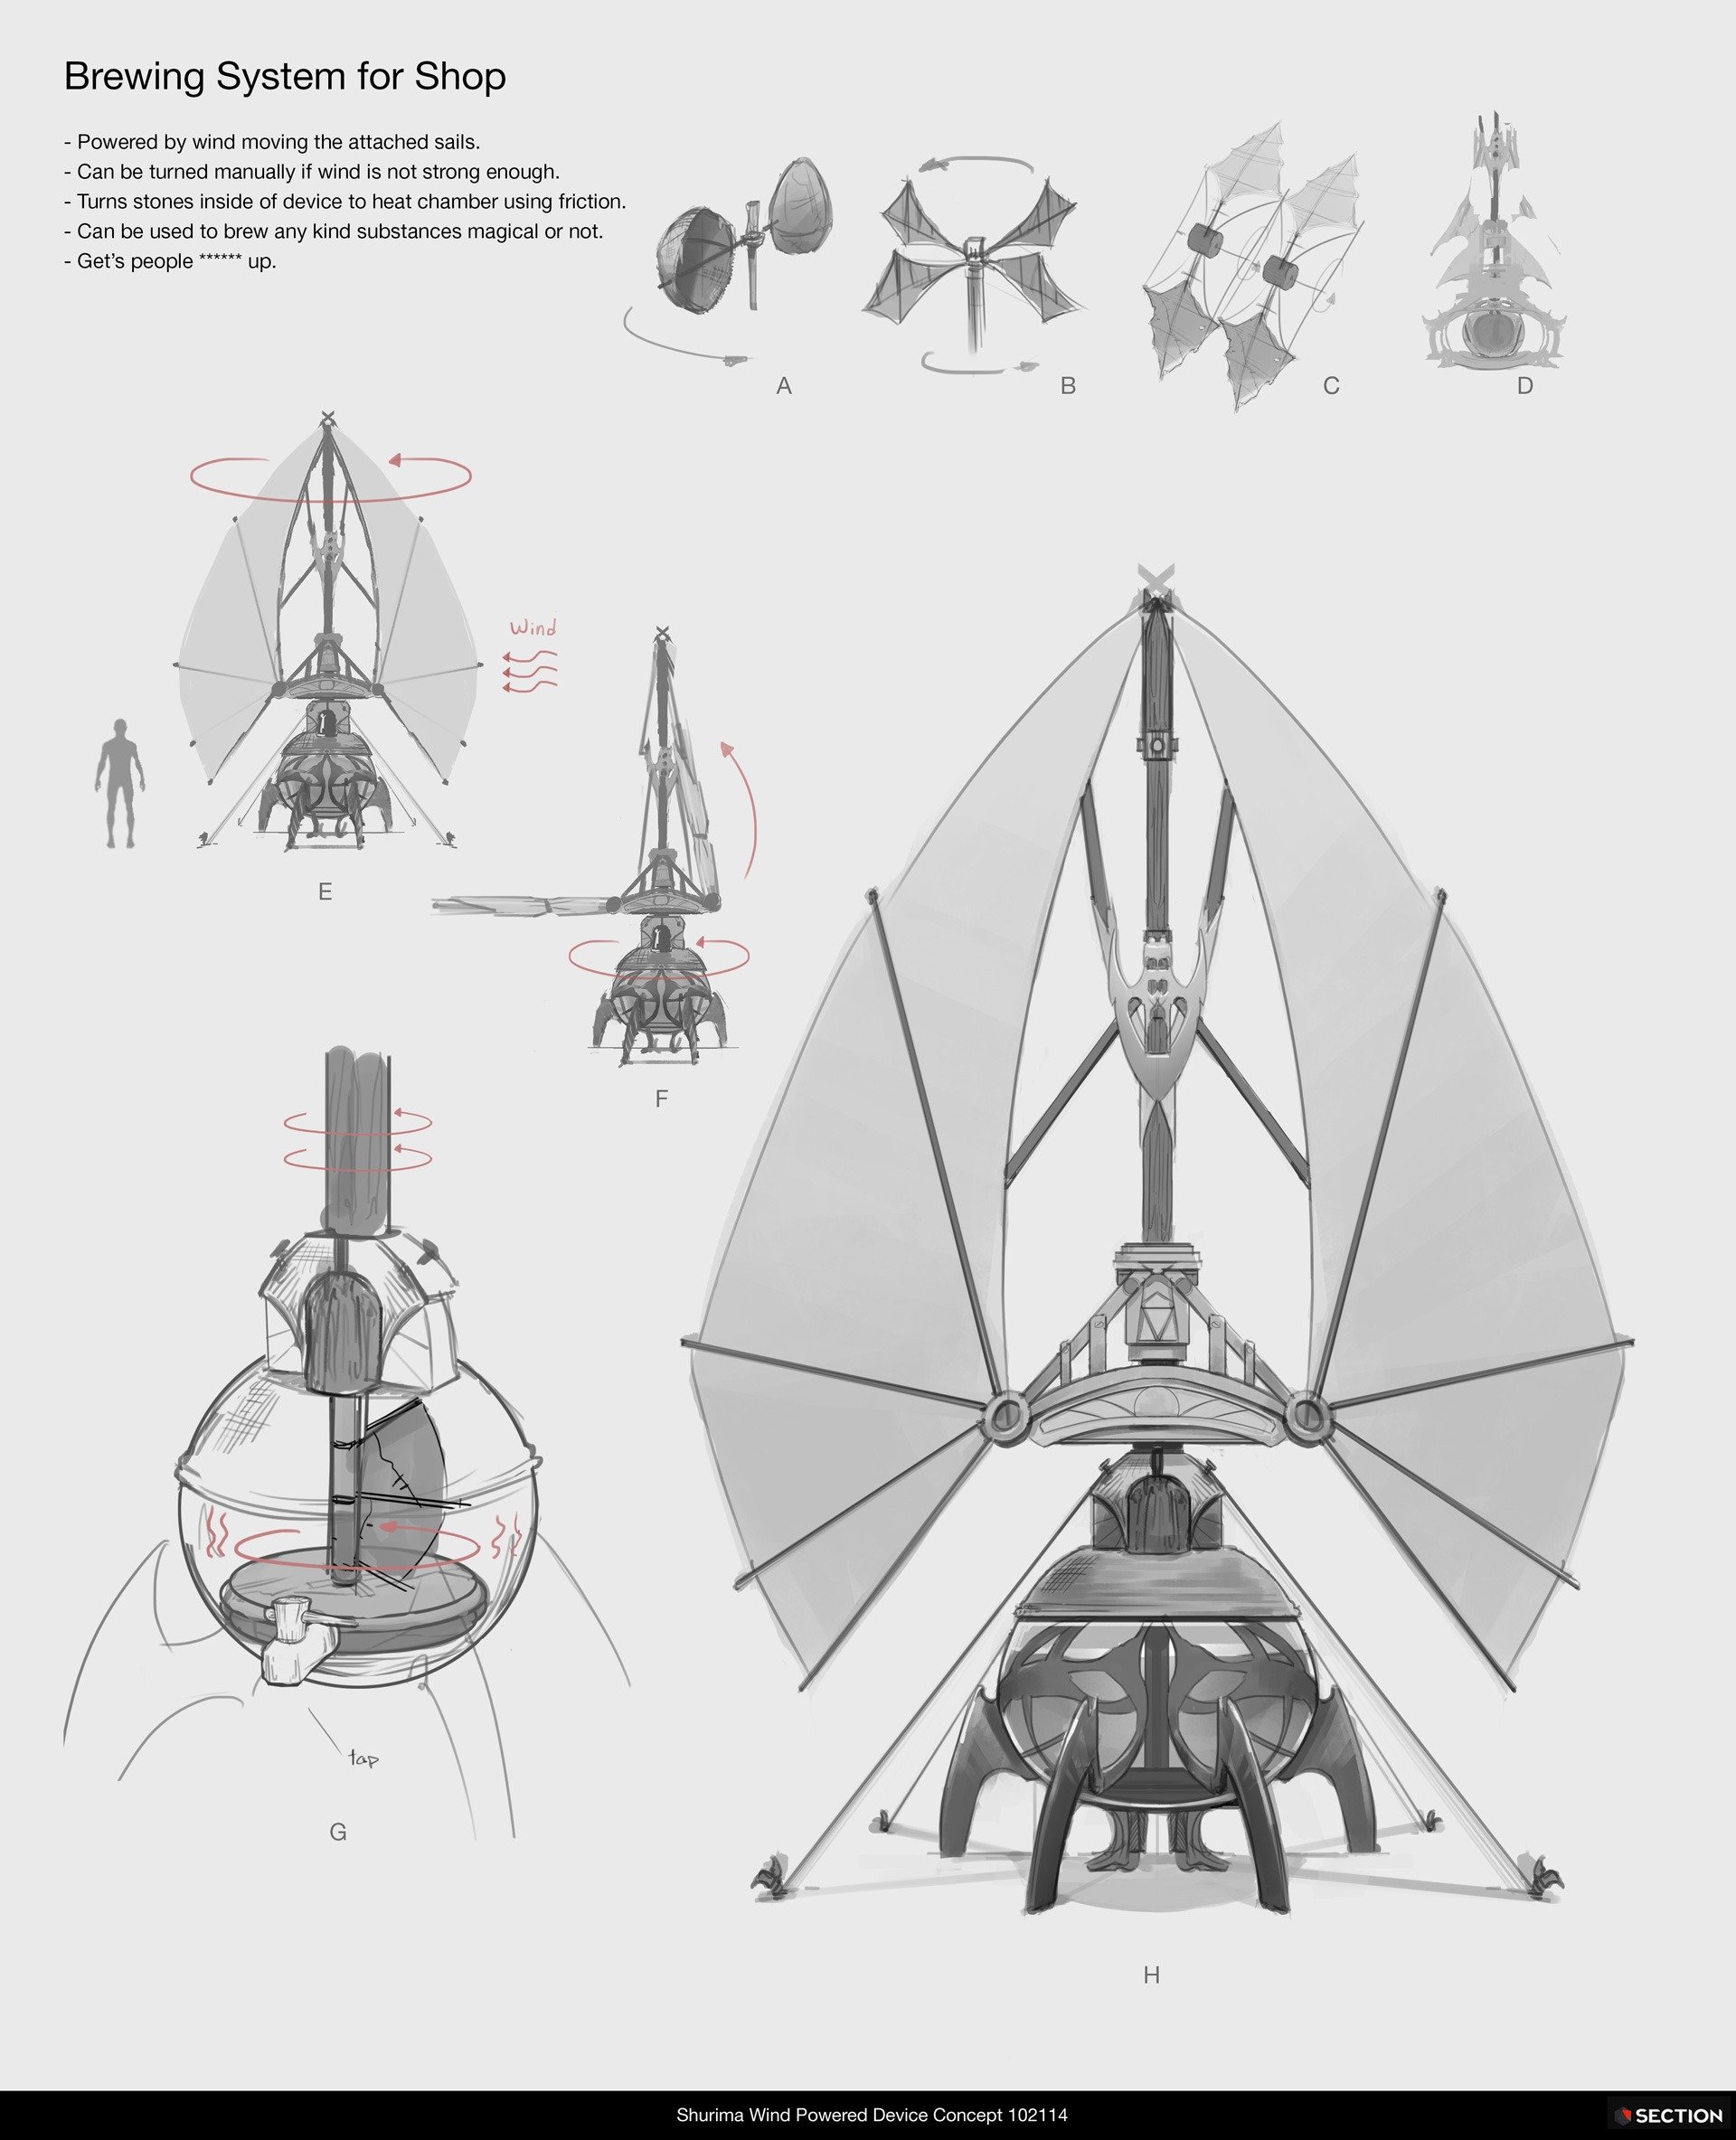 Brewing System for Shop
- Powered by wind moving the attached sails.
- Can be turned manually if wind is not strong enough.
- Turns stones inside of device to heat chamber using friction.
- Can be used to brew any kind substances magical or not.
- Get's people ****** up.
A
B
C
D
Wind
E
F
tap
G
H
Shurima Wind Powered Device Concept 102114
SECTION